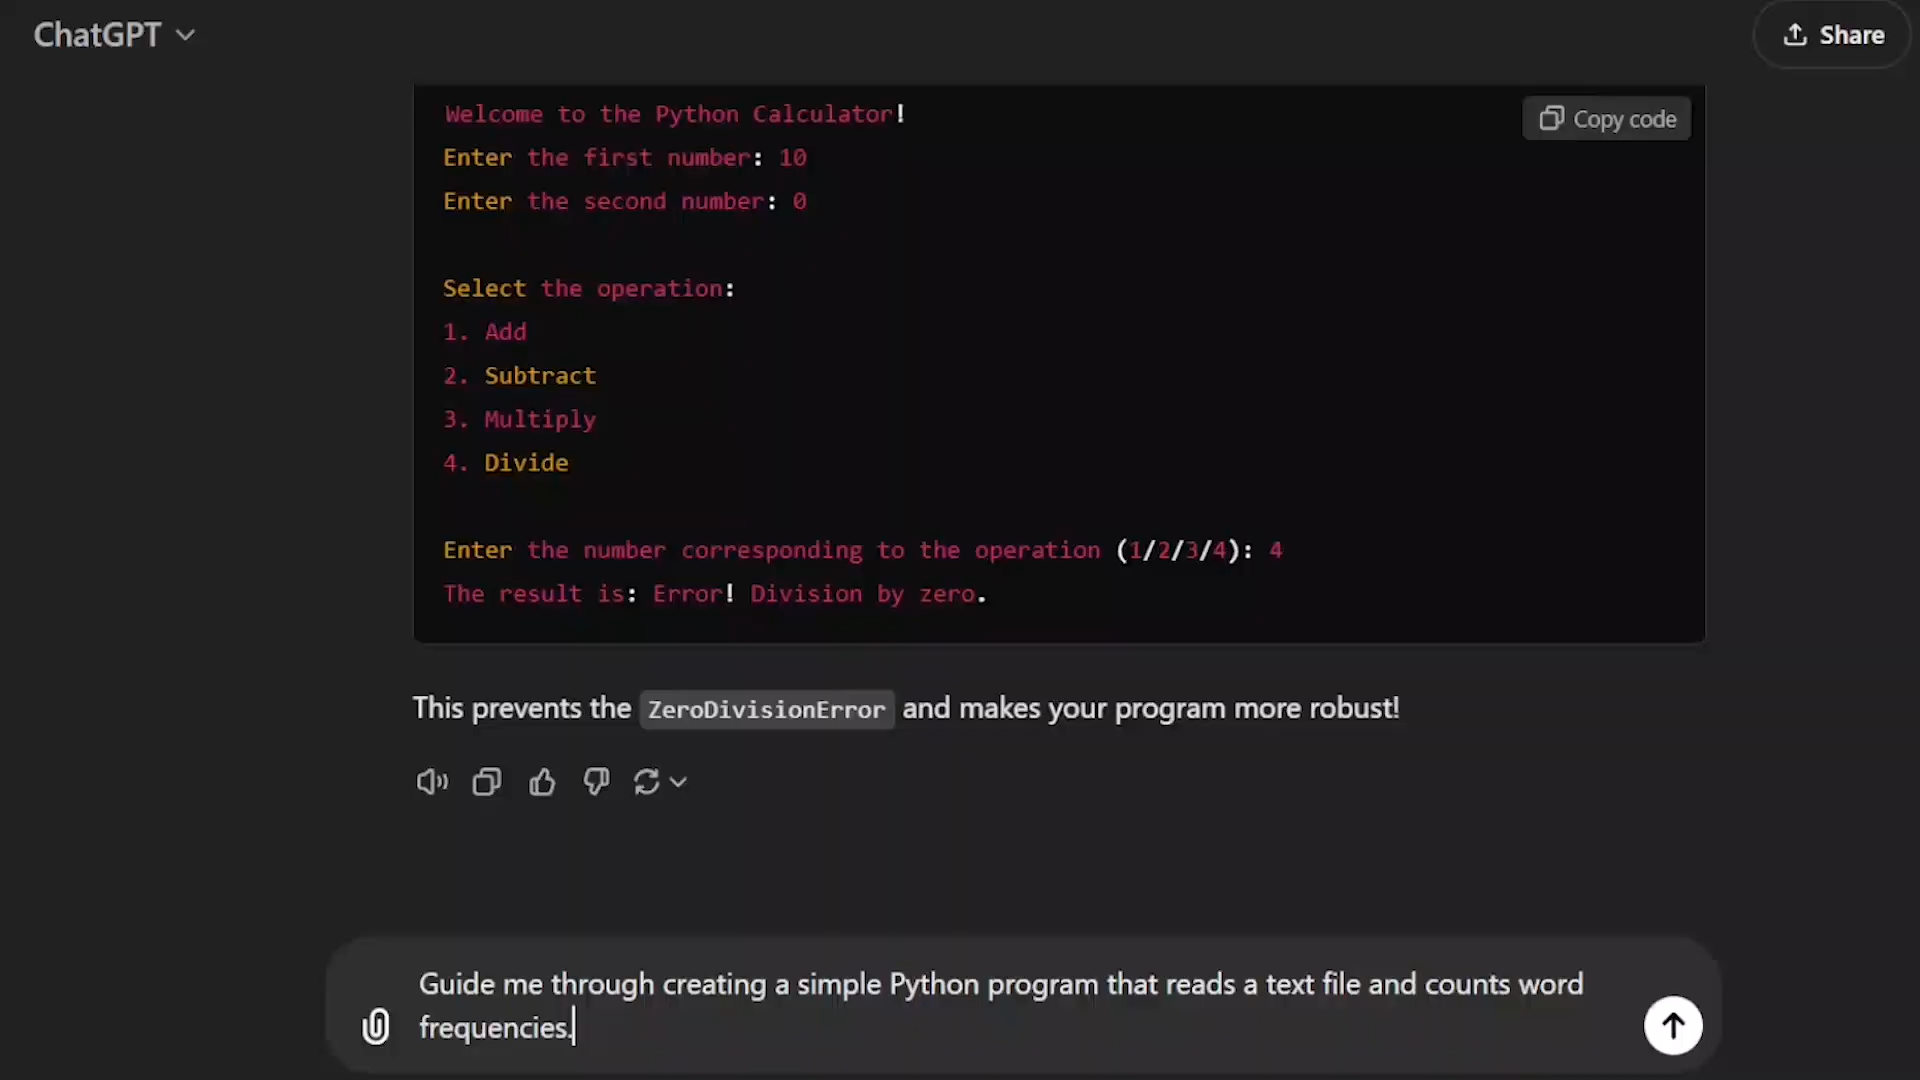 ChatGPT
Share
Welcome to the Python Calculator!
Copy code
Enter the first number: 10
Enter the second number: 0
Select the operation:
1. Add
2. Subtract
3. Multiply
4. Divide
Enter the number corresponding to the operation (1/2/3/4): 4
The result is: Error! Division by zero.
This prevents the ZeroDivisionError and makes your program more robust!
Guide me through creating a simple Python program that reads a text file and counts word
frequencies.